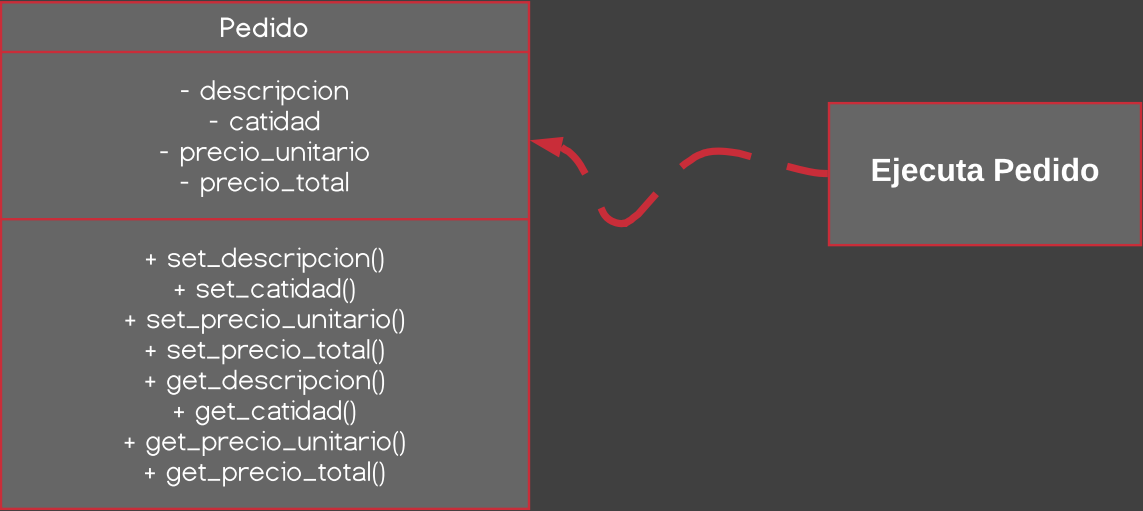 Pedido
- descripcion
- catidad
- precio_unitario
- precio_total
+ set_descripcion()
+ set_catidad()
+ set_precio_unitario()
+ set_precio_total()
+ get_descripcion()
+ get_catidad()
+ get_precio_unitario()
+ get_precio_total()
Ejecuta Pedido